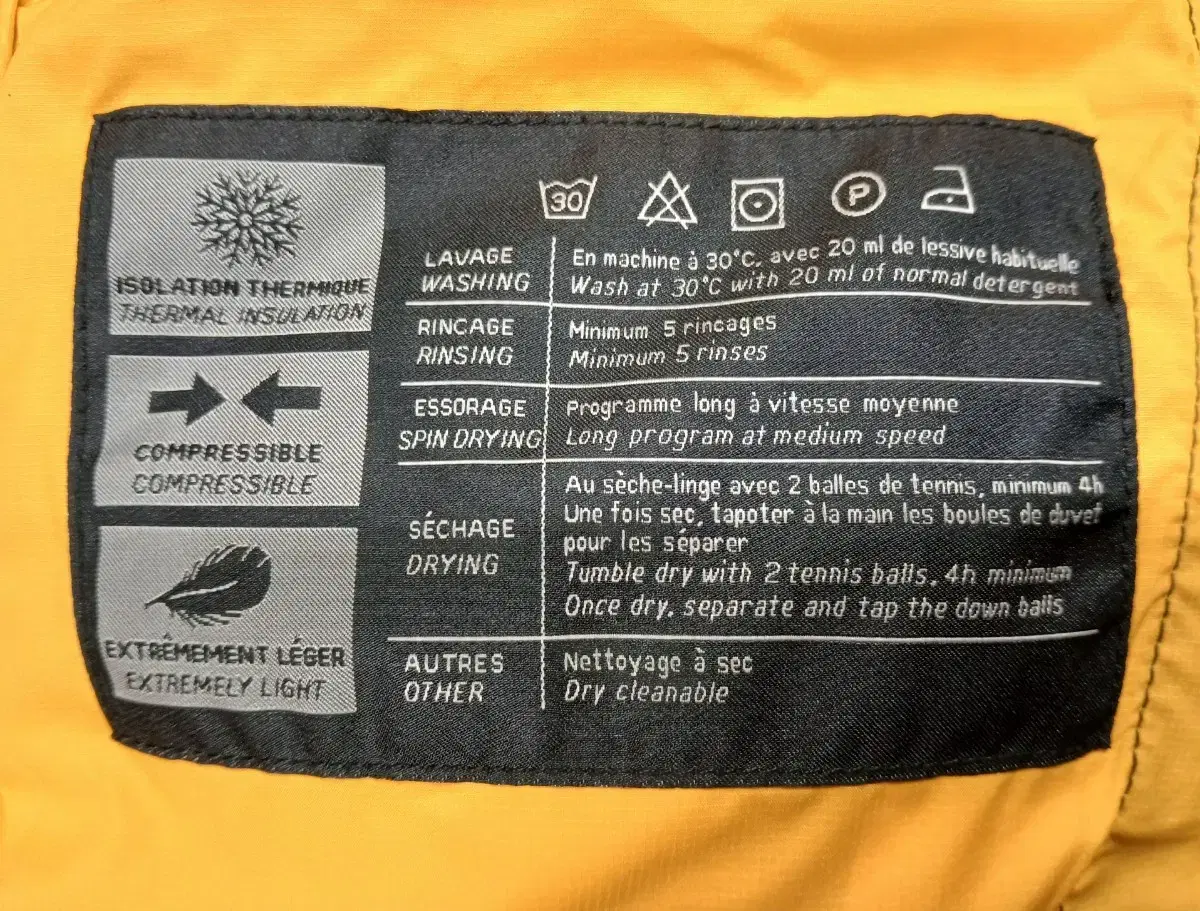 ISOLATION THERMIQUE
THERMAL INSULATION
COMPRESSIBLE
COMPRESSIBLE
EXTRÊMEMENT LÉGER
EXTREMELY LIGHT
30 P
LAVAGE
WASHING
En machine à 30°C, avec 20 ml de lessive habituelle
Wash at 30°C with 20 ml of normal detergent
RINCAGE
RINSING
Minimum 5 rincages
Minimum 5 rinses
ESSORAGE
SPIN DRYING
Programme long à vitesse moyenne
Long program at medium speed
SÉCHAGE
DRYING
Au sèche-linge avec 2 balles de tennis, minimum 4h
Une fois sec, tapoter à la main les boules de duvet
pour les séparer
Tumble dry with 2 tennis balls, 4h minimum
Once dry, separate and tap the down balls
AUTRES
OTHER
Nettoyage à sec
Dry cleanable